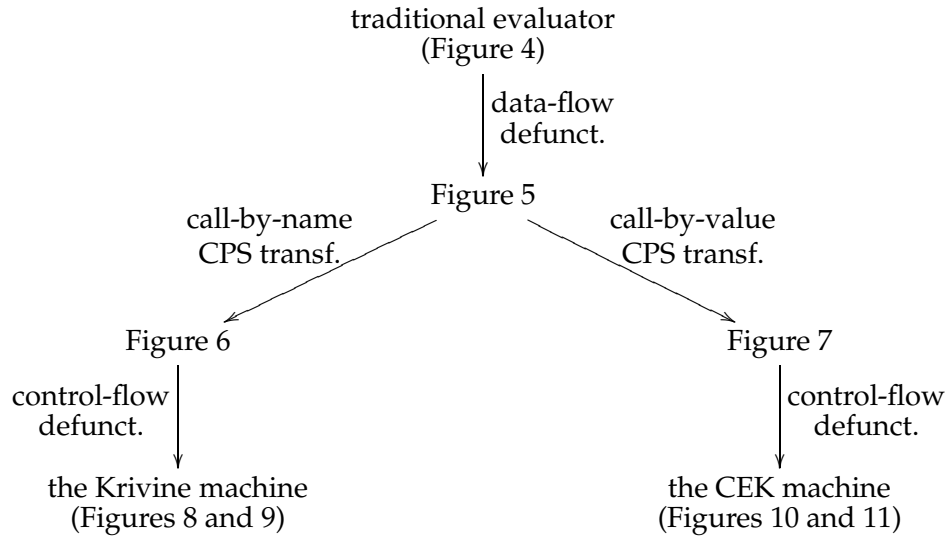 traditional evaluator
(Figure 4)
data-flow
defunct.
Figure 5
call-by-name
CPS transf.
call-by-value
CPS transf.
Figure 6
Figure 7
control-flow
defunct.
control-flow
defunct.
the Krivine machine
(Figures 8 and 9)
the CEK machine
(Figures 10 and 11)